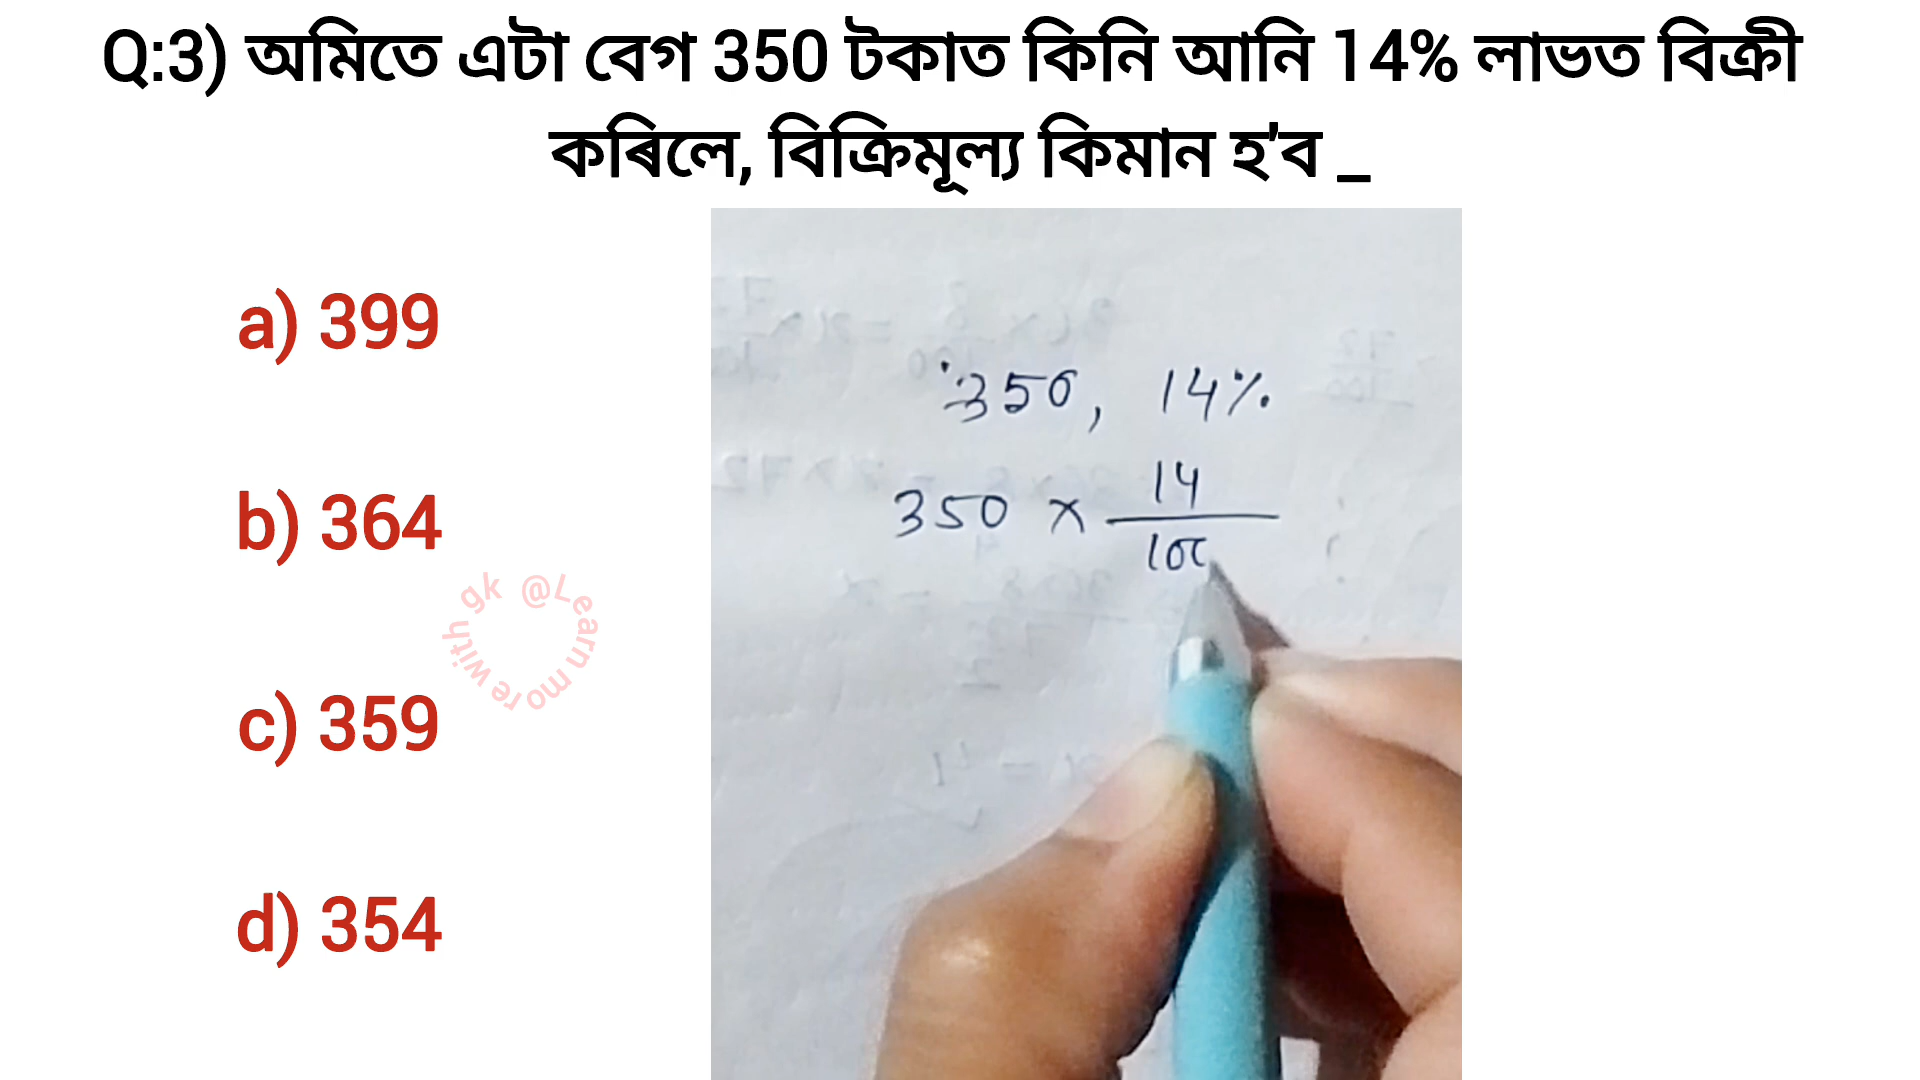 Q:3) অমিতে এটা বেগ 350 টকাত কিনি আনি 14% লাভত বিক্ৰী
কৰিলে, বিক্ৰিমূল্য কিমান হ'ব _
a) 399
b) 364
c) 359
d) 354
350, 14%
350 × 14
100
@Learn more with gk